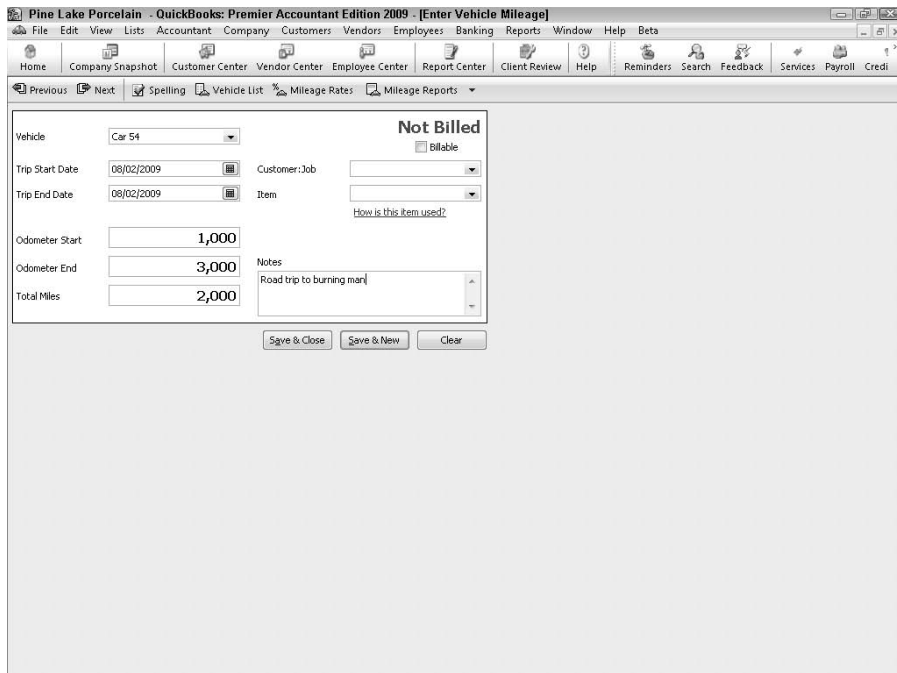 Pine Lake Porcelain - QuickBooks: Premier Accountant Edition 2009 - [Enter Vehicle Mileage]
File Edit View Lists Accountant Company Customers Vendors Employees Banking Reports Window Help Beta
Home Company Snapshot Customer Center Vendor Center Employee Center Report Center Client Review Help Reminders Search Feedback Services Payroll Credi
Previous Next Spelling Vehicle List Mileage Rates Mileage Reports
Not Billed
Vehicle Car 54 Billable
Trip Start Date 08/02/2009 Customer:Job
Trip End Date 08/02/2009 Item
How is this item used?
Odometer Start 1,000
Odometer End 3,000 Notes
Road trip to burning man
Total Miles 2,000
Save & Close Save & New Clear